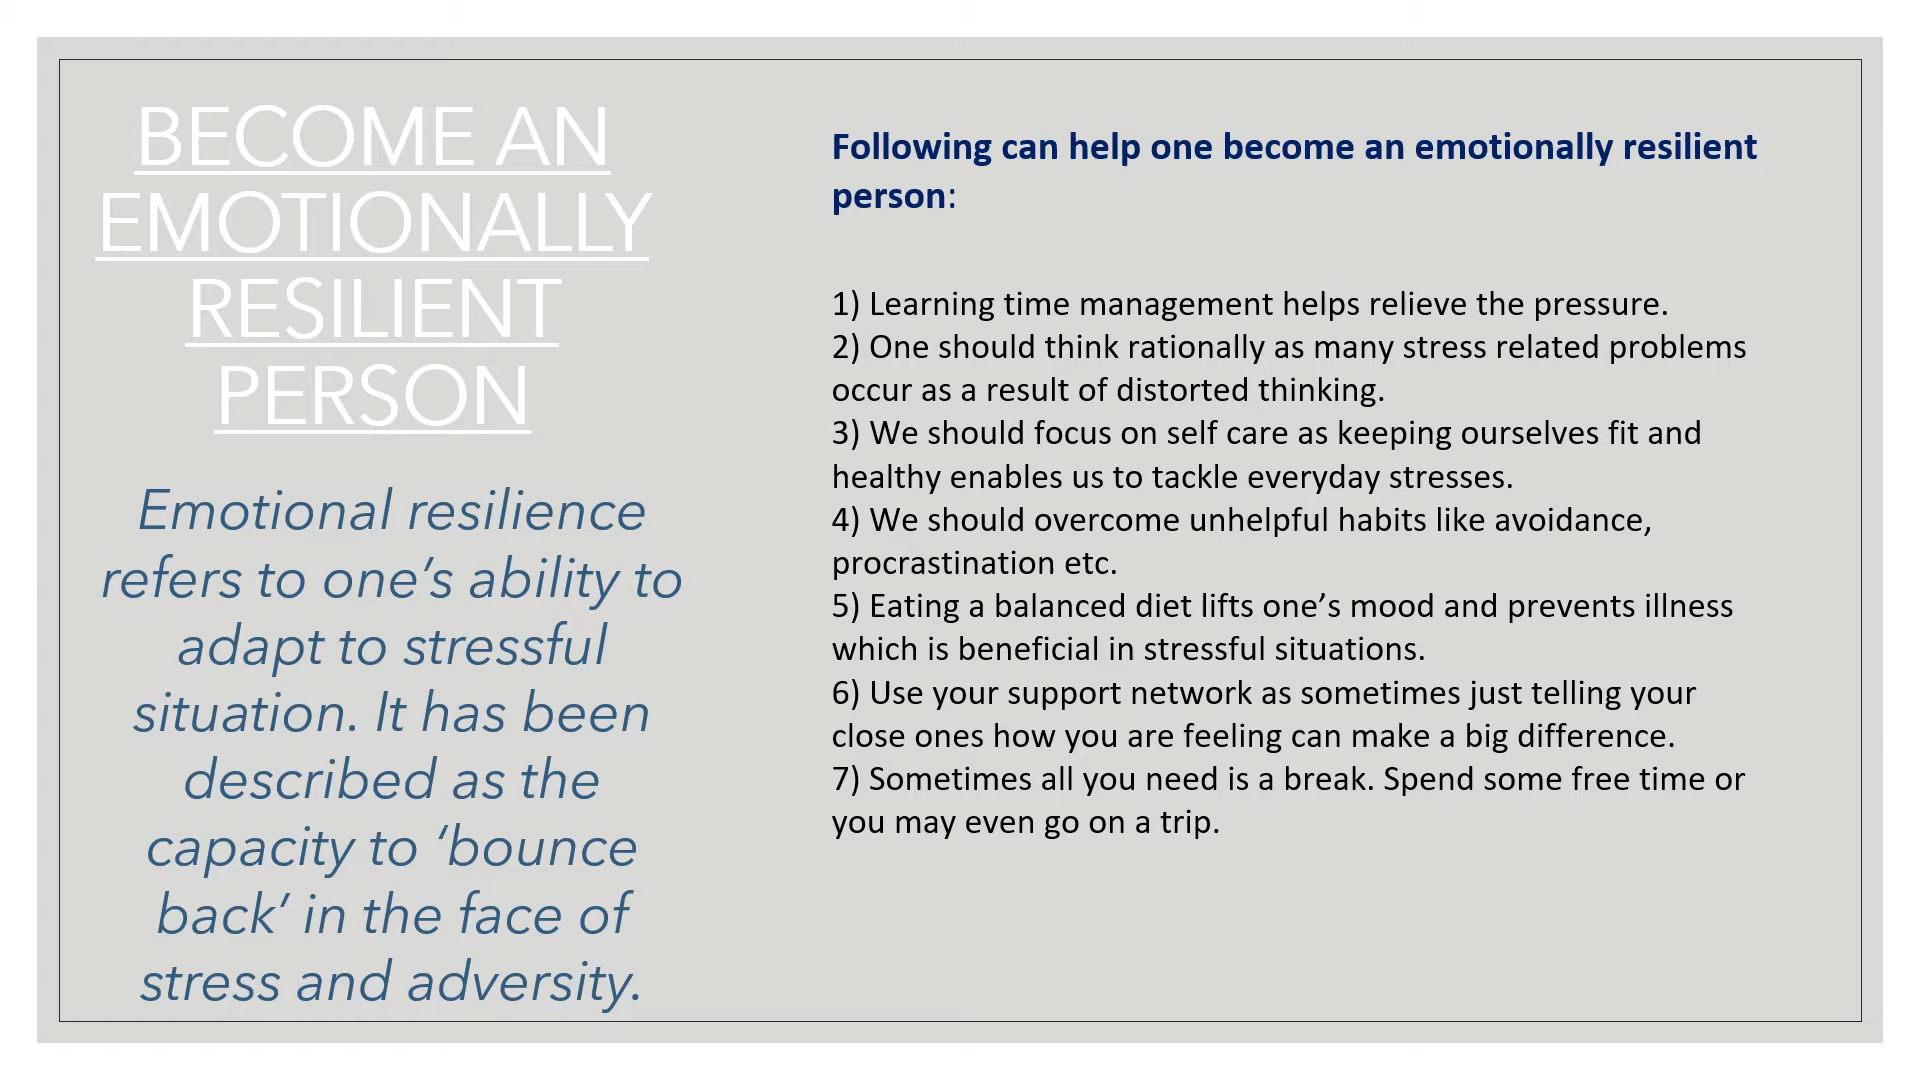 BECOME AN
EMOTIONALLY
RESILIENT
PERSON
Emotional resilience
refers to one’s ability to
adapt to stressful
situation. It has been
described as the
capacity to ‘bounce
back’ in the face of
stress and adversity.
Following can help one become an emotionally resilient
person:
1) Learning time management helps relieve the pressure.
2) One should think rationally as many stress related problems
occur as a result of distorted thinking.
3) We should focus on self care as keeping ourselves fit and
healthy enables us to tackle everyday stresses.
4) We should overcome unhelpful habits like avoidance,
procrastination etc.
5) Eating a balanced diet lifts one’s mood and prevents illness
which is beneficial in stressful situations.
6) Use your support network as sometimes just telling your
close ones how you are feeling can make a big difference.
7) Sometimes all you need is a break. Spend some free time or
you may even go on a trip.